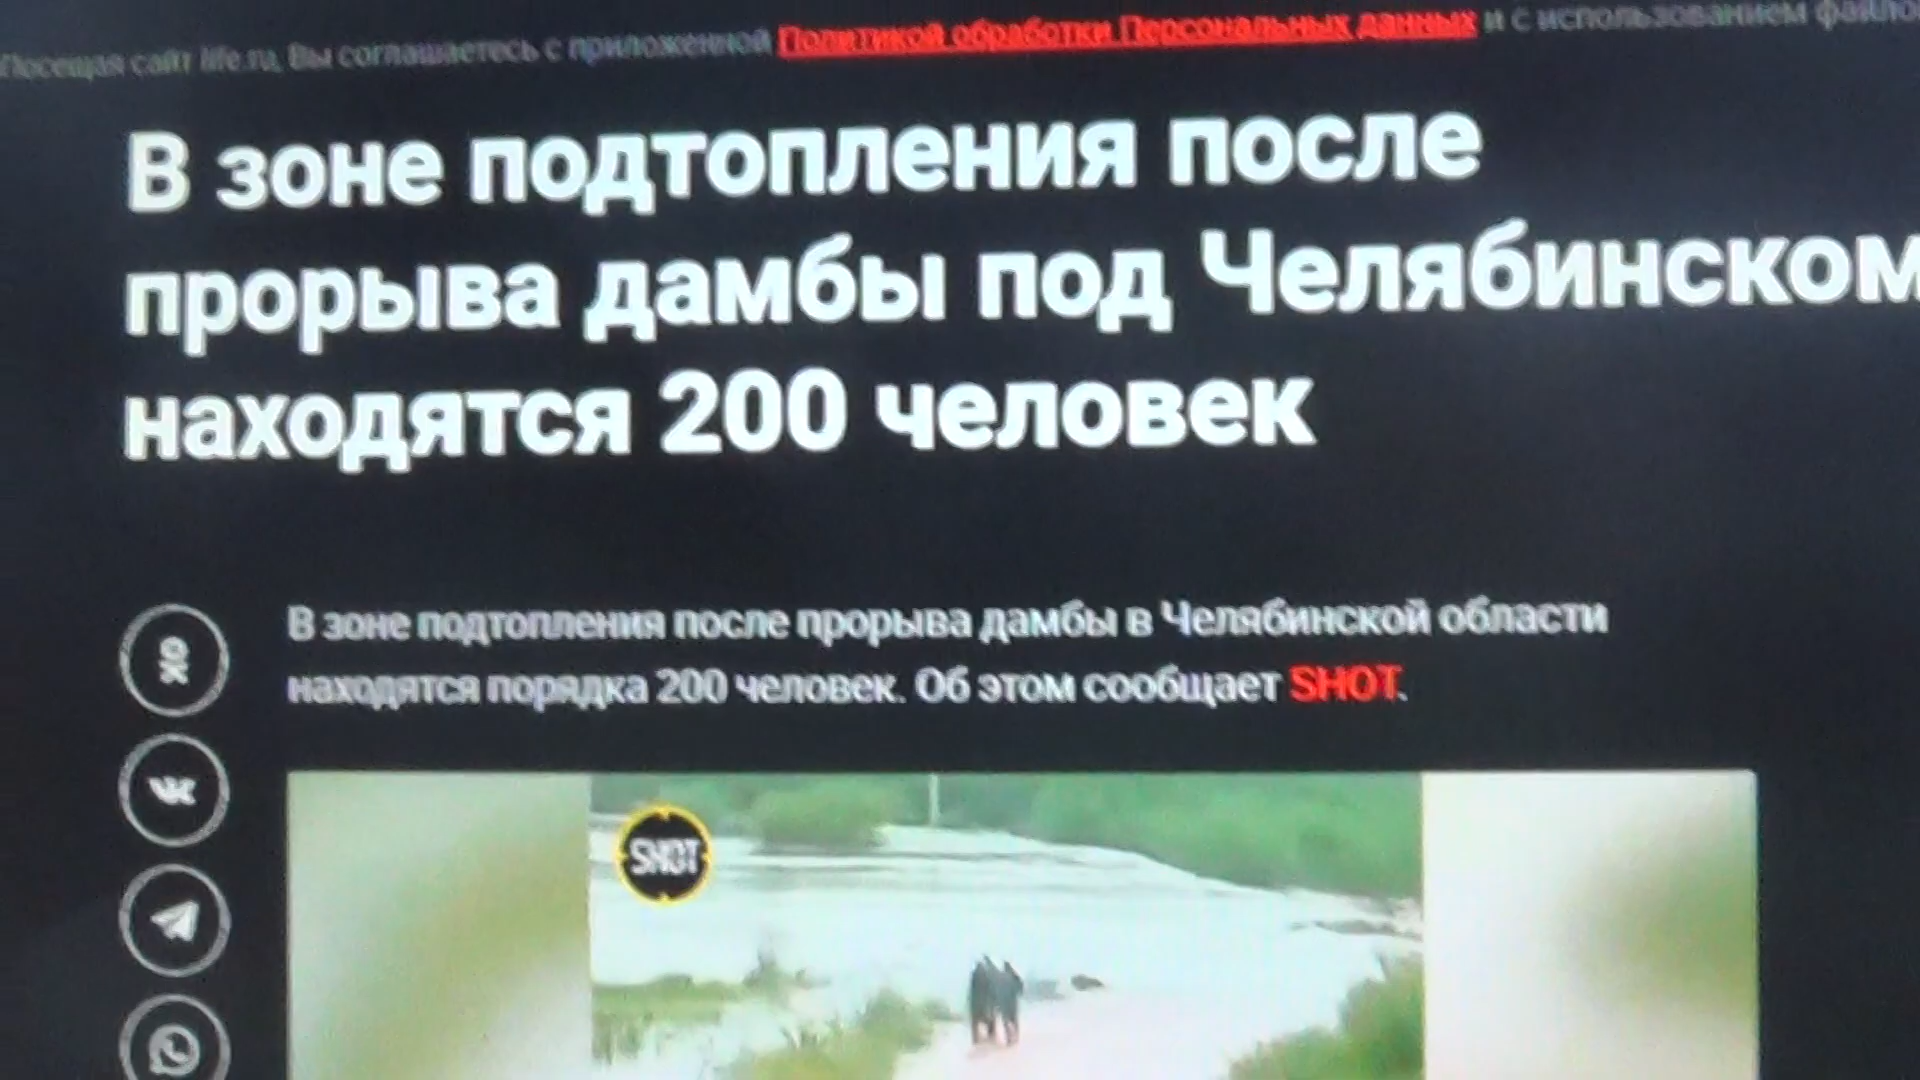 Посещая сайт life.ru, Вы соглашаетесь с приложенной Политикой обработки Персональных данных и с использованием файло
В зоне подтопления после
прорыва дамбы под Челябинском
находятся 200 человек
В зоне подтопления после прорыва дамбы в Челябинской области
находятся порядка 200 человек. Об этом сообщает SHOT.
SHOT